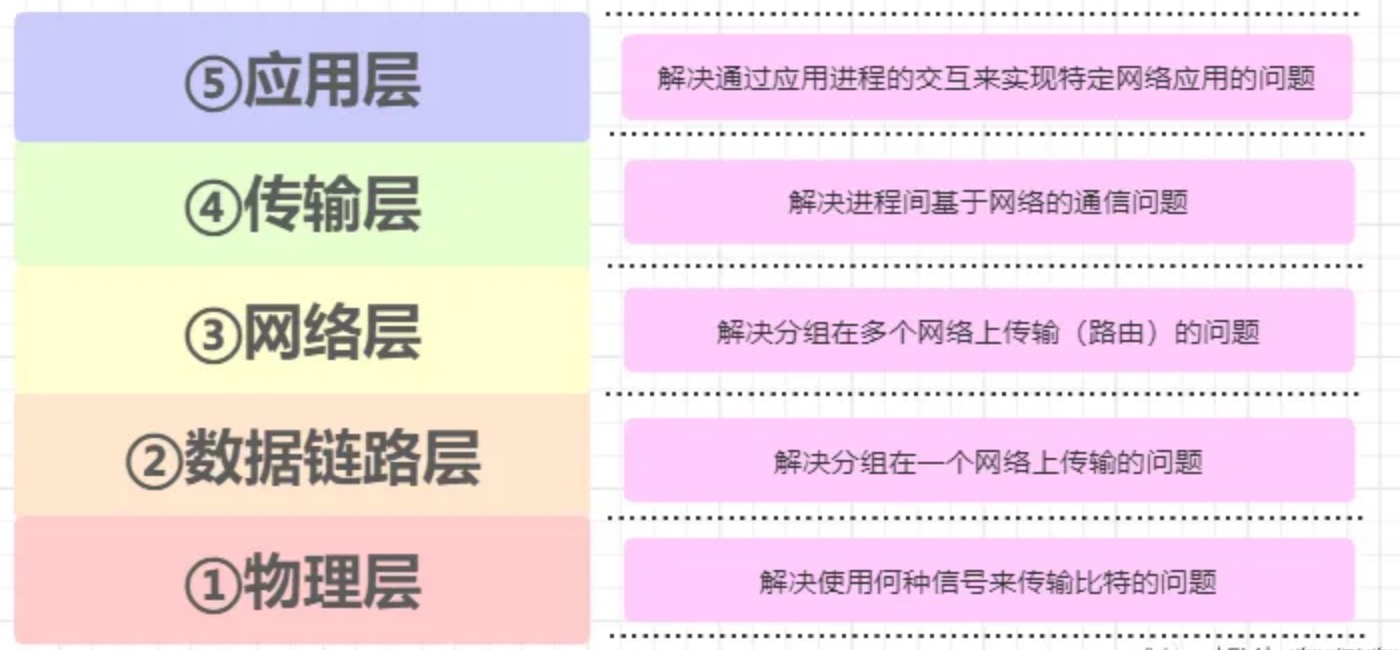 ⑤应用层
解决通过应用进程的交互来实现特定网络应用的问题
④传输层
解决进程间基于网络的通信问题
③网络层
解决分组在多个网络上传输（路由）的问题
②数据链路层
解决分组在一个网络上传输的问题
①物理层
解决使用何种信号来传输比特的问题